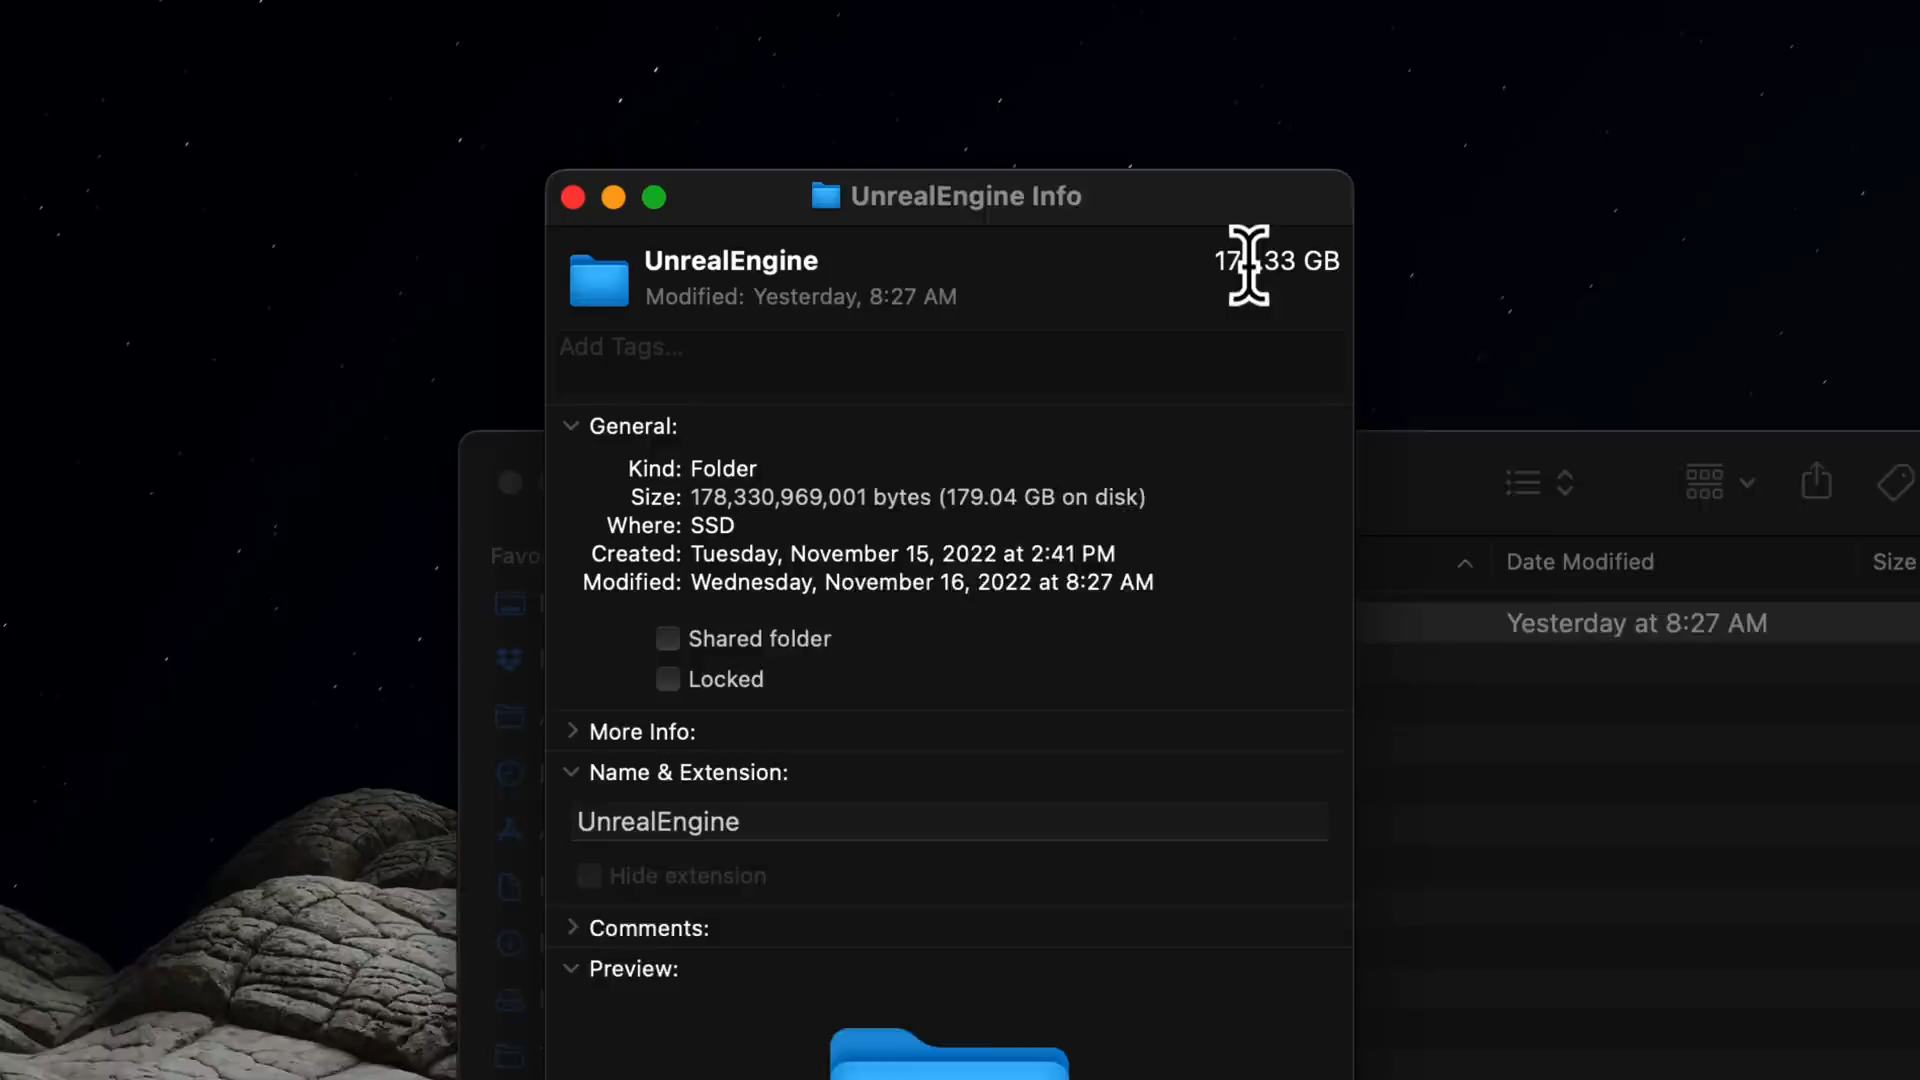 UnrealEngine Info
UnrealEngine
33 GB
Modified: Yesterday, 8:27 AM
Add Tags...
General:
Kind: Folder
Size: 178,330,969,001 bytes (179.04 GB on disk)
Where: SSD
Created: Tuesday, November 15, 2022 at 2:41 PM
Modified: Wednesday, November 16, 2022 at 8:27 AM
Shared folder
Locked
More Info:
Name & Extension:
UnrealEngine
Hide extension
Comments:
Preview:
Date Modified
Size
Yesterday at 8:27 AM